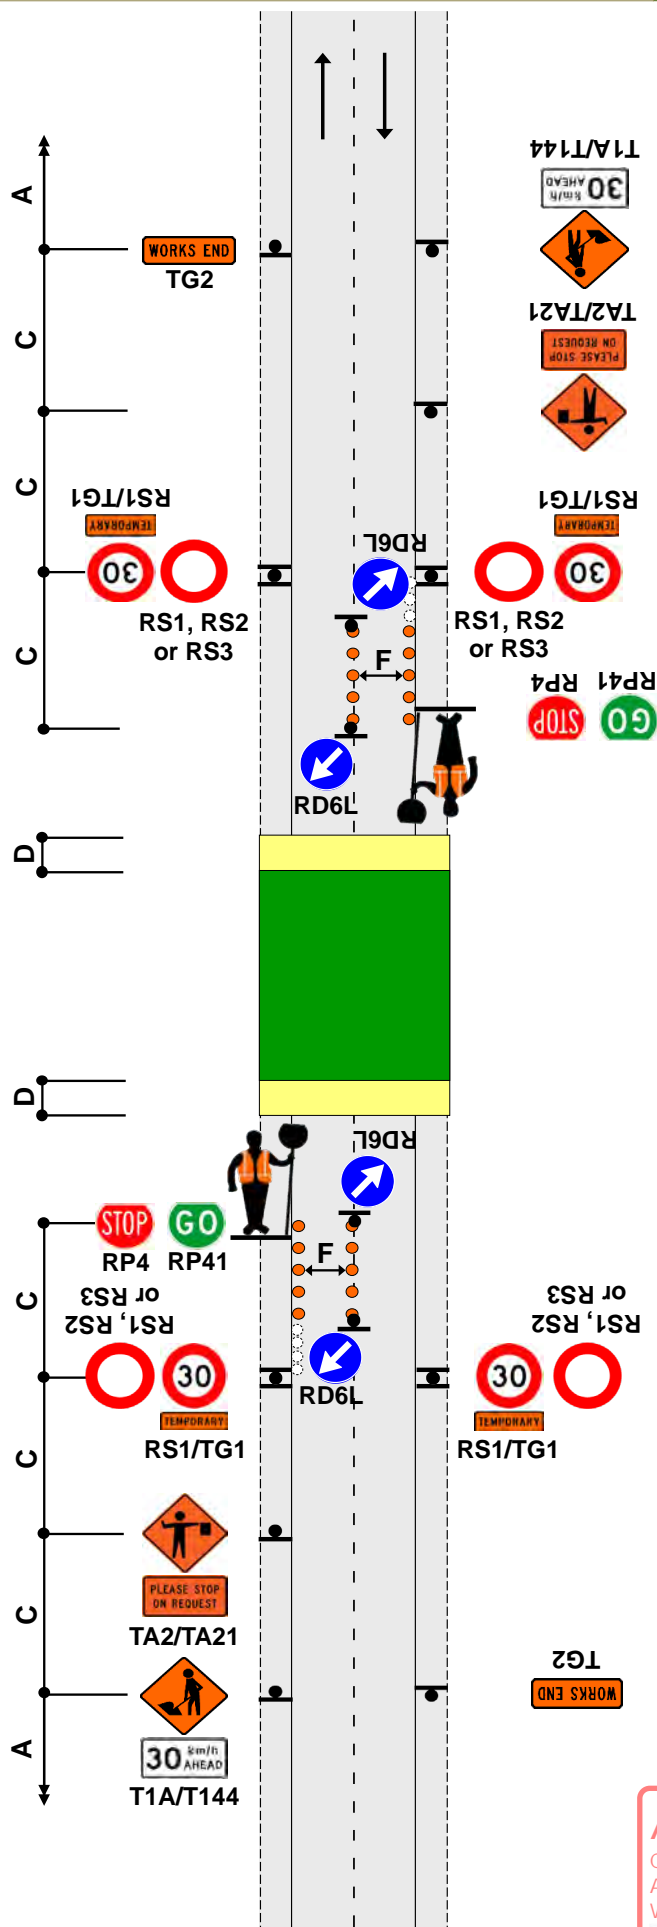 T1A/T144
30 km/h
AHEAD
A
WORKS END
TG2
TA2/TA21
PLEASE STOP
ON REQUEST
C
C
RS1/TG1
TEMPORARY
30
RS1, RS2
or RS3
RD6L
RS1/TG1
TEMPORARY
30
RS1, RS2
or RS3
C
F
RP4
STOP
RP41
GO
RD6L
D
D
RD6L
STOP
RP4
GO
RP41
F
C
RS1, RS2
or RS3
30
TEMPORARY
RS1/TG1
RD6L
RS1, RS2
or RS3
30
TEMPORARY
RS1/TG1
C
PLEASE STOP
ON REQUEST
TA2/TA21
C
TG2
WORKS END
30 km/h
AHEAD
T1A/T144
A